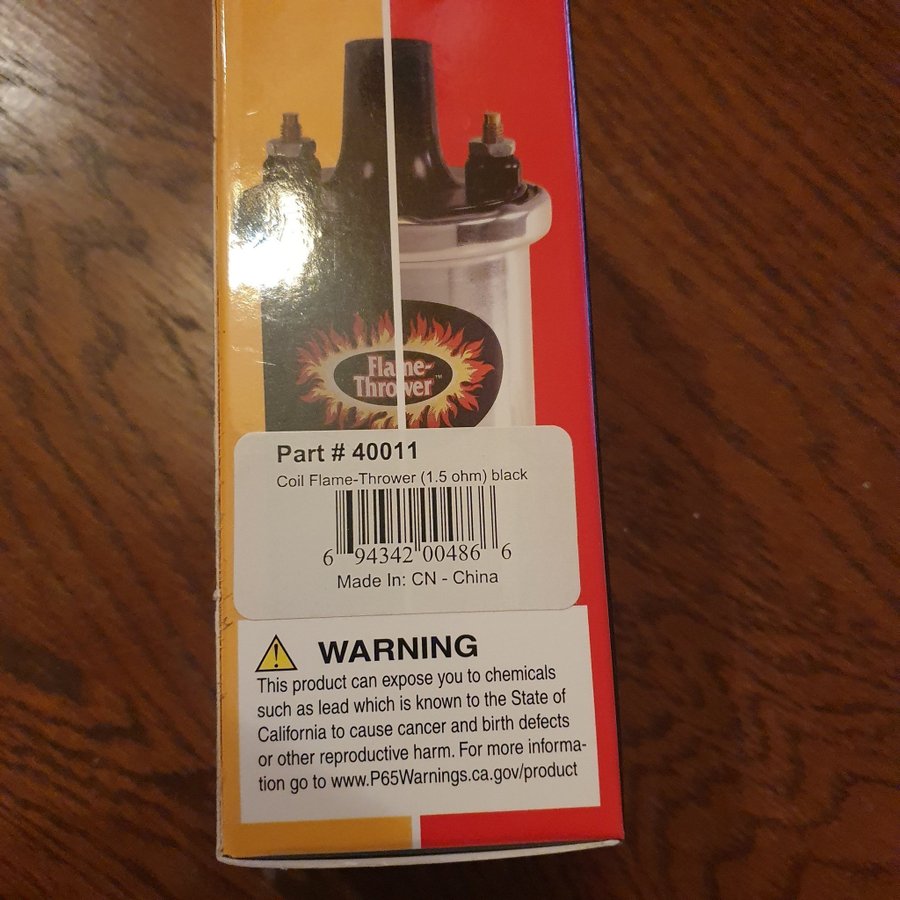 Flame-
Thrower™
Part # 40011
Coil Flame-Thrower (1.5 ohm) black
6 94342 00486 6
Made In: CN - China
WARNING
This product can expose you to chemicals
such as lead which is known to the State of
California to cause cancer and birth defects
or other reproductive harm. For more informa-
tion go to www.P65Warnings.ca.gov/product